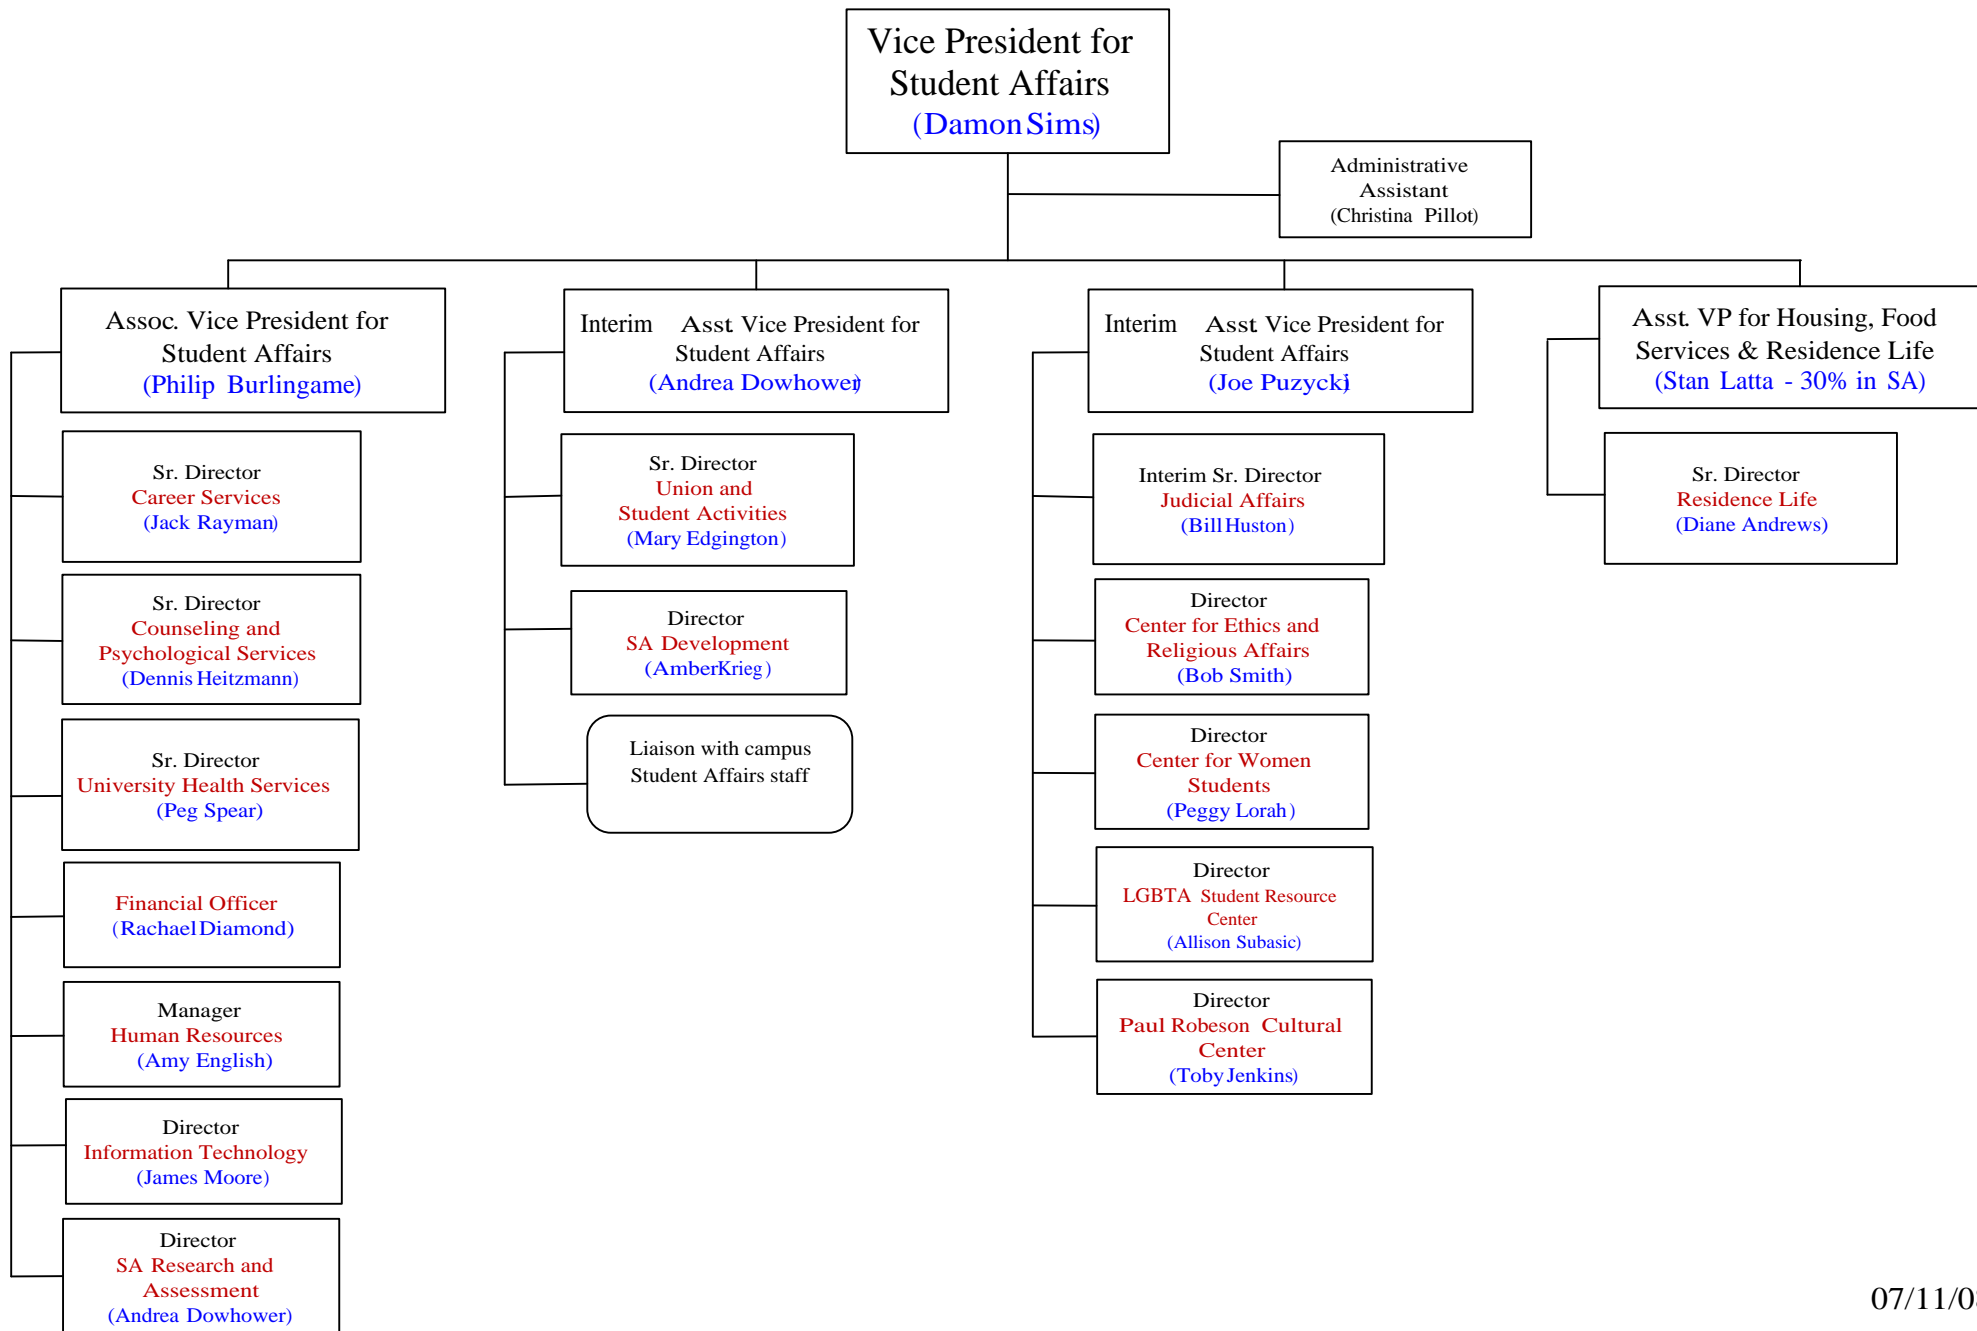 Vice President for
Student Affairs
(Damon Sims)
Administrative
Assistant
(Christina Pillot)
Assoc. Vice President for
Student Affairs
(Philip Burlingame)
Sr. Director
Career Services
(Jack Rayman)
Sr. Director
Counseling and
Psychological Services
(Dennis Heitzmann)
Sr. Director
University Health Services
(Peg Spear)
Financial Officer
(Rachael Diamond)
Manager
Human Resources
(Amy English)
Director
Information Technology
(James Moore)
Director
SA Research and
Assessment
(Andrea Dowhower)
Interim Asst. Vice President for
Student Affairs
(Andrea Dowhower)
Sr. Director
Union and
Student Activities
(Mary Edgington)
Director
SA Development
(Amber Krieg)
Liaison with campus
Student Affairs staff
Interim Asst. Vice President for
Student Affairs
(Joe Puzycki)
Interim Sr. Director
Judicial Affairs
(Bill Huston)
Director
Center for Ethics and
Religious Affairs
(Bob Smith)
Director
Center for Women
Students
(Peggy Lorah)
Director
LGBTA Student Resource
Center
(Allison Subasic)
Director
Paul Robeson Cultural
Center
(Toby Jenkins)
Asst. VP for Housing, Food
Services & Residence Life
(Stan Latta - 30% in SA)
Sr. Director
Residence Life
(Diane Andrews)